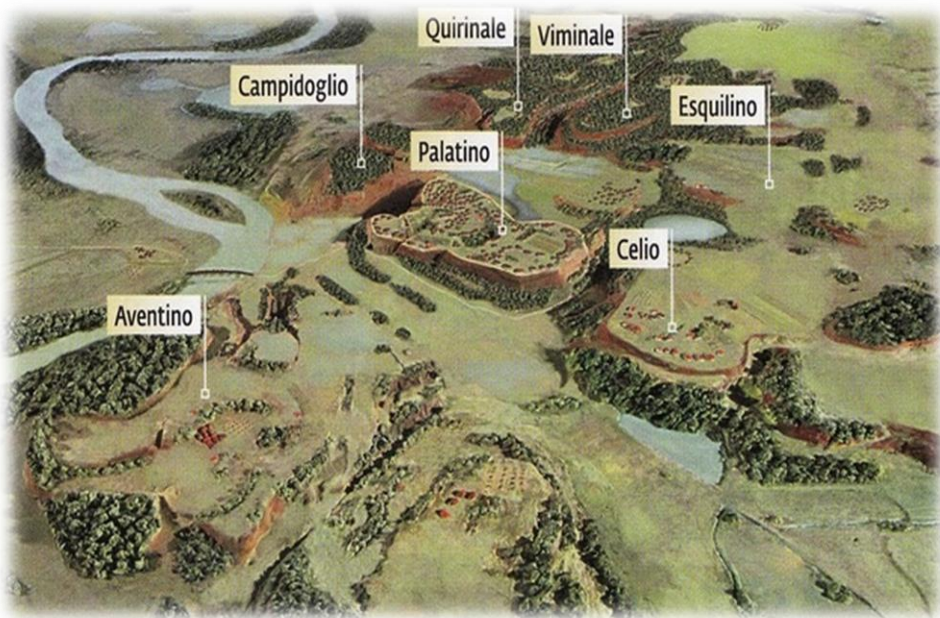 Quirinale
Viminale
Campidoglio
Esquilino
Palatino
Celio
Aventino